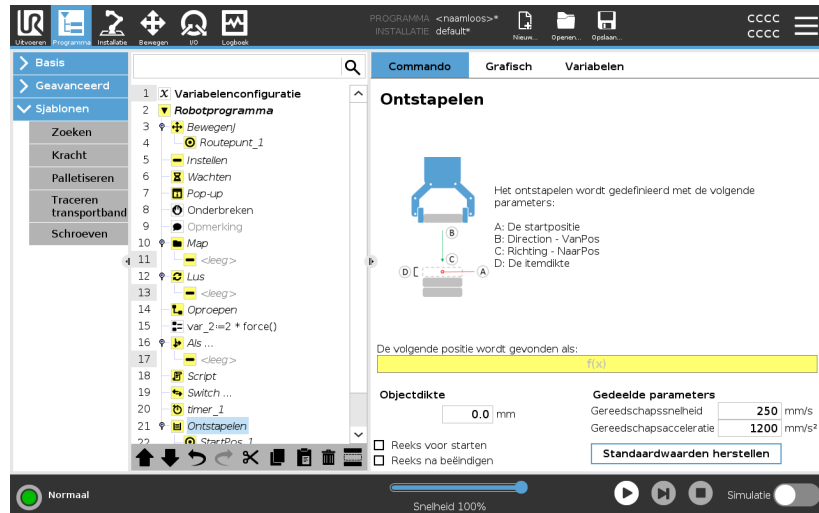 PROGRAMMA <naamloos>*
INSTALLATIE default*
Uitvoeren Programma Installatie Bewegen I/O Logboek
Nieuw... Openen... Opslaan...
cccc
cccc
Basis
Geavanceerd
Sjablonen
Zoeken
Kracht
Palletiseren
Traceren
transportband
Schroeven
1 X Variabelenconfiguratie
2 Robotprogramma
3 BewegenJ
4 Routepunt_1
5 Instellen
6 Wachten
7 Pop-up
8 Onderbreken
9 Opmerking
10 Map
11 <leeg>
12 Lus
13 <leeg>
14 Oproepen
15 var_2:=2 * force()
16 Als ...
17 <leeg>
18 Script
19 Switch ...
20 timer_1
21 Ontstapelen
22 StartPos_1
Commando Grafisch Variabelen
Ontstapelen
Het ontstapelen wordt gedefinieerd met de volgende
parameters:
A: De startpositie
B: Direction - VanPos
C: Richting - NaarPos
D: De itemdikte
B
C
D
A
De volgende positie wordt gevonden als:
f(x)
Objectdikte
0.0 mm
Reeks voor starten
Reeks na beëindigen
Gedeelde parameters
Gereedschapssnelheid 250 mm/s
Gereedschapsacceleratie 1200 mm/s²
Standaardwaarden herstellen
Normaal
Snelheid 100%
Simulatie